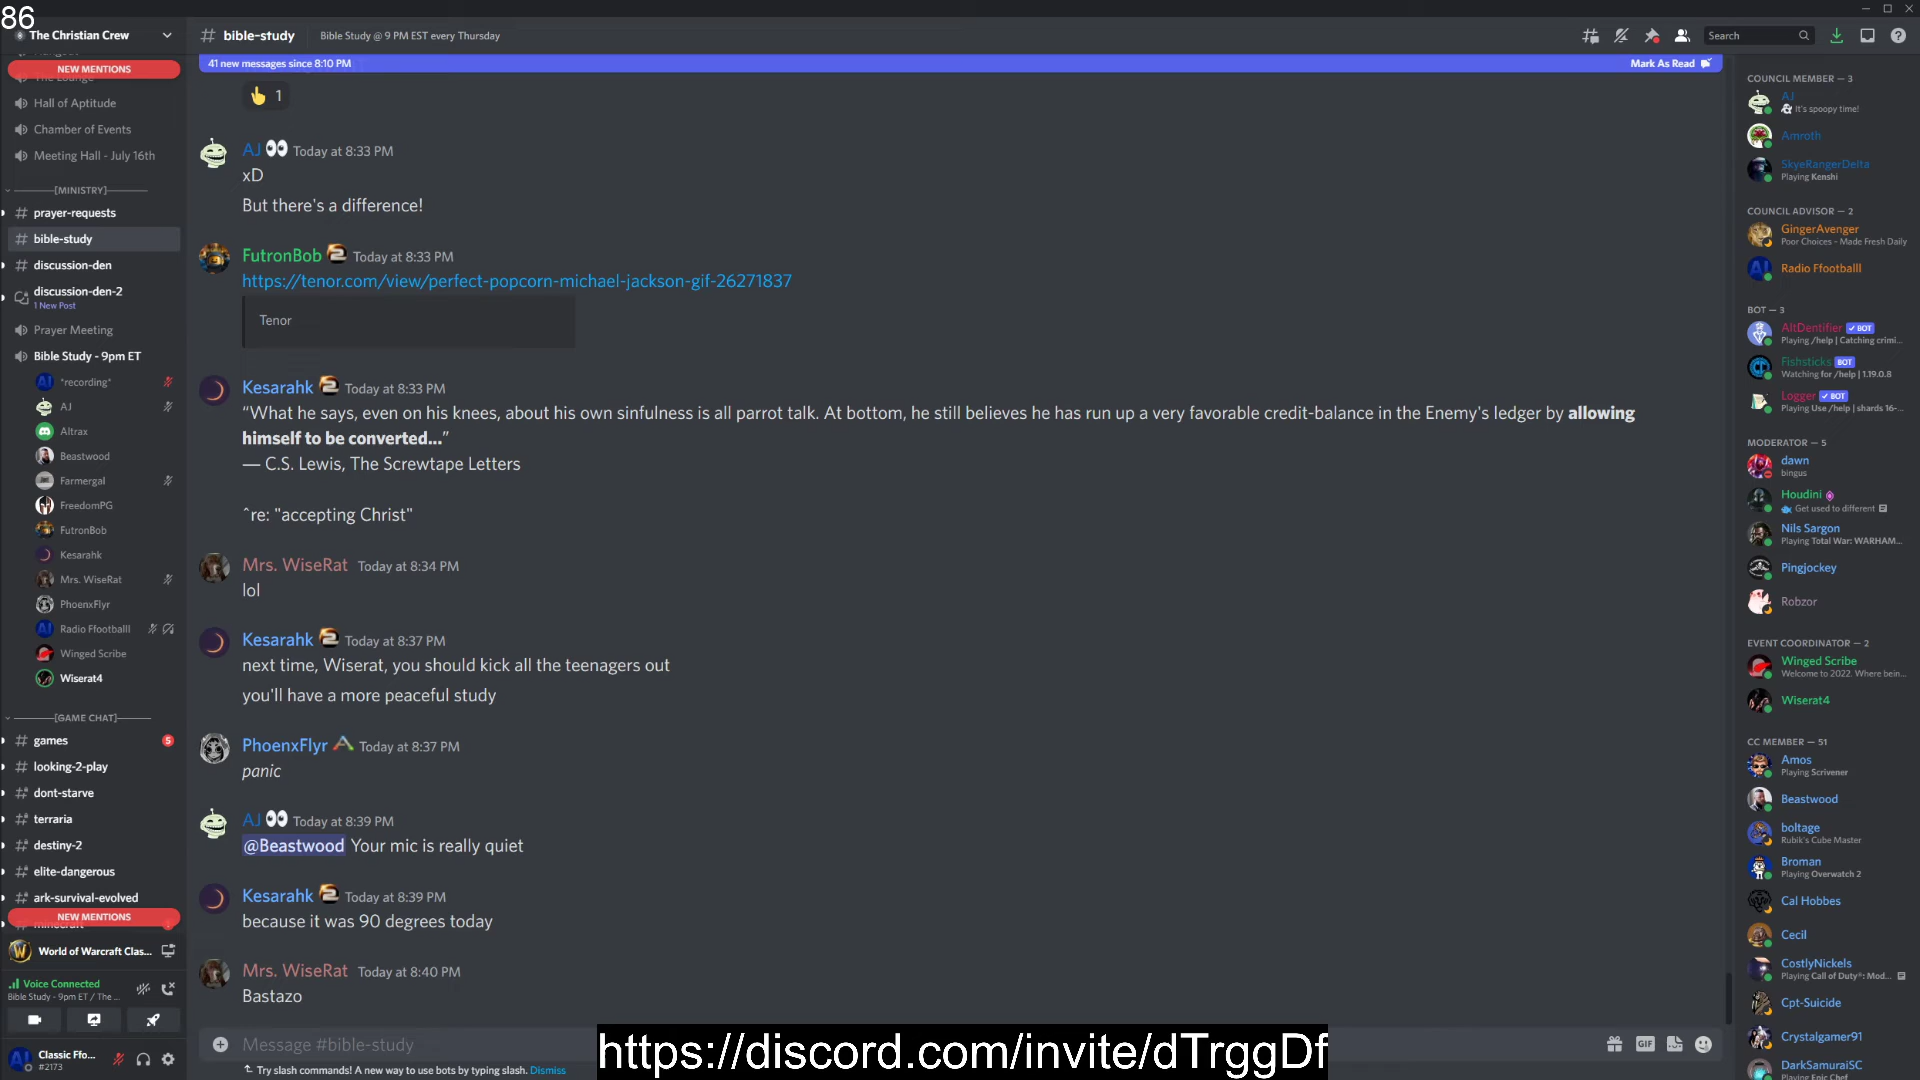 86
The Christian Crew
NEW MENTIONS
Hall of Aptitude
Chamber of Events
Meeting Hall - July 16th
[MINISTRY]
prayer-requests
bible-study
discussion-den
discussion-den-2
1 New Post
Prayer Meeting
Bible Study - 9pm ET
*recording*
AJ
Altrax
Beastwood
Farmergal
FreedomPG
FutronBob
Kesarahk
Mrs. WiseRat
PhoenxFlyr
Radio Ffootballl
Winged Scribe
Wiserat4
[GAME CHAT]
games 5
looking-2-play
dont-starve
terraria
destiny-2
elite-dangerous
ark-survival-evolved
NEW MENTIONS
World of Warcraft Clas...
Voice Connected
Bible Study - 9pm ET / The ...
Classic Ffo...
#2173
# bible-study
Bible Study @ 9 PM EST every Thursday
Search
41 new messages since 8:10 PM
Mark As Read
1
AJ Today at 8:33 PM
xD
But there's a difference!
FutronBob Today at 8:33 PM
https://tenor.com/view/perfect-popcorn-michael-jackson-gif-26271837
Tenor
Kesarahk Today at 8:33 PM
“What he says, even on his knees, about his own sinfulness is all parrot talk. At bottom, he still believes he has run up a very favorable credit-balance in the Enemy's ledger by allowing
himself to be converted...”
— C.S. Lewis, The Screwtape Letters
^re: "accepting Christ"
Mrs. WiseRat Today at 8:34 PM
lol
Kesarahk Today at 8:37 PM
next time, Wiserat, you should kick all the teenagers out
you'll have a more peaceful study
PhoenxFlyr Today at 8:37 PM
panic
AJ Today at 8:39 PM
@Beastwood Your mic is really quiet
Kesarahk Today at 8:39 PM
because it was 90 degrees today
Mrs. WiseRat Today at 8:40 PM
Bastazo
Message #bible-study
GIF
Try slash commands! A new way to use bots by typing slash. Dismiss
https://discord.com/invite/dTrggDf
COUNCIL MEMBER — 3
AJ
It's spoopy time!
Amroth
SkyeRangerDelta
Playing Kenshi
COUNCIL ADVISOR — 2
GingerAvenger
Poor Choices - Made Fresh Daily
Radio Ffootballl
BOT — 3
AltDentifier BOT
Playing /help | Catching crimi...
Fishsticks BOT
Watching for /help | 1.19.0.8
Logger BOT
Playing Use /help | shards 16-...
MODERATOR — 5
dawn
bingus
Houdini
Get used to different
Nils Sargon
Playing Total War: WARHAM...
Pingjockey
Robzor
EVENT COORDINATOR — 2
Winged Scribe
Welcome to 2022. Where bein...
Wiserat4
CC MEMBER — 51
Amos
Playing Scrivener
Beastwood
boltage
Rubik's Cube Master
Broman
Playing Overwatch 2
Cal Hobbes
Cecil
CostlyNickels
Playing Call of Duty®: Mod...
Cpt-Suicide
Crystalgamer91
DarkSamuraiSC
Playing Epic Chef